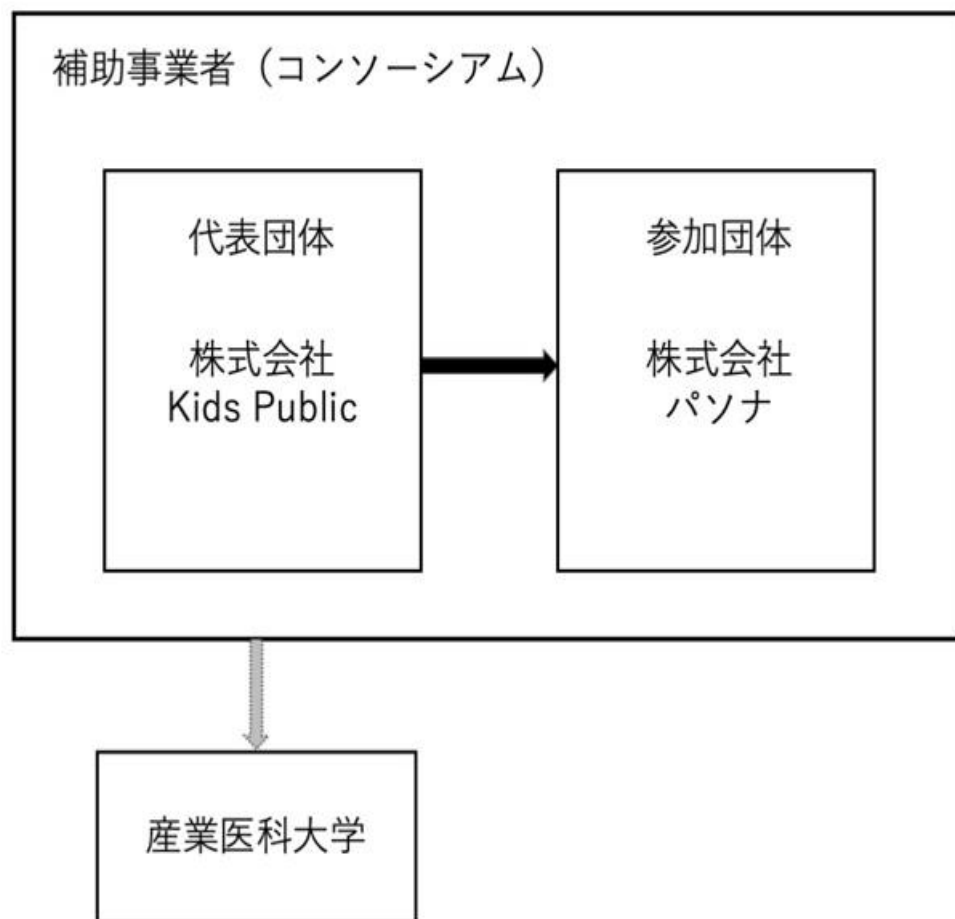 補助事業者（コンソーシアム）
代表団体
株式会社
Kids Public
参加団体
株式会社
パソナ
産業医科大学